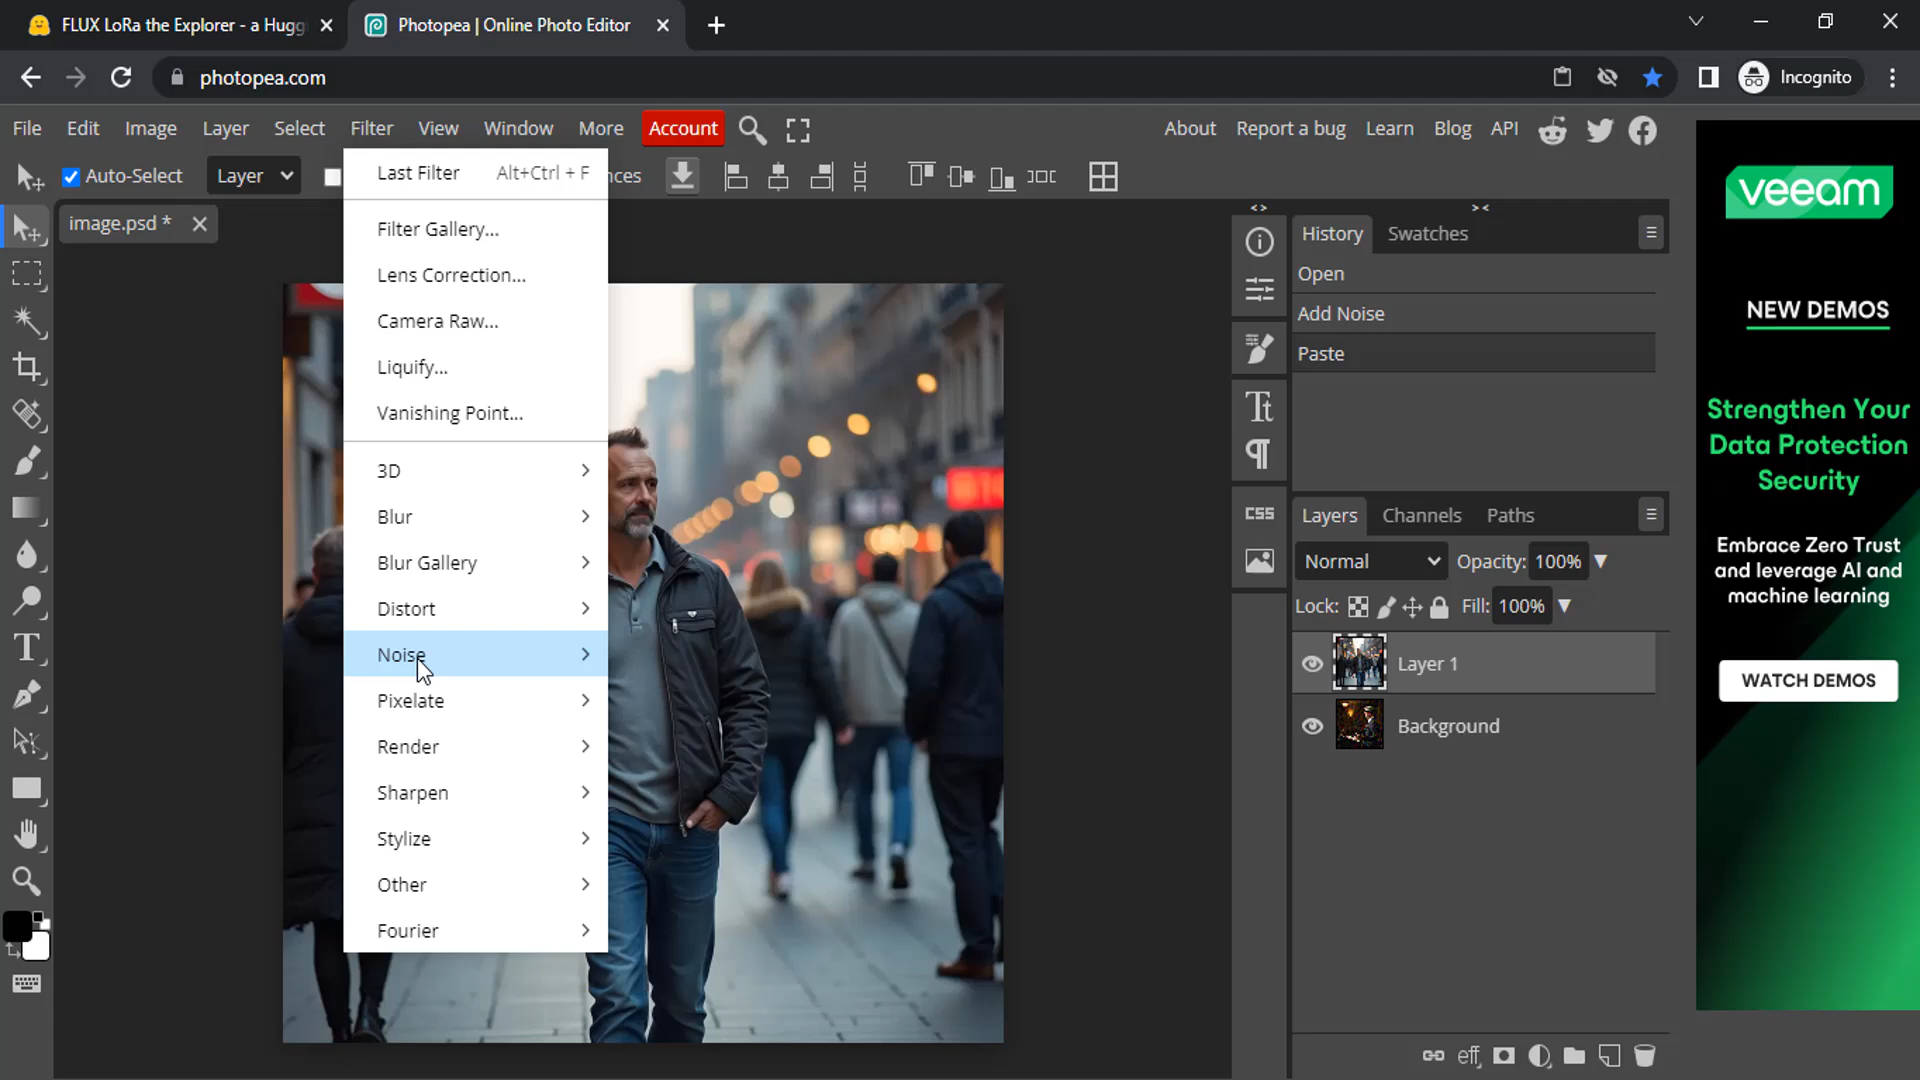 FLUX LoRa the Explorer - a Hugg
Photopea | Online Photo Editor
photopea.com
Incognito
File Edit Image Layer Select Filter View Window More Account
About Report a bug Learn Blog API
Auto-Select Layer nces
image.psd *
Last Filter Alt+Ctrl + F
Filter Gallery...
Lens Correction...
Camera Raw...
Liquify...
Vanishing Point...
3D
Blur
Blur Gallery
Distort
Noise
Pixelate
Render
Sharpen
Stylize
Other
Fourier
History Swatches
Open
Add Noise
Paste
CSS
Layers Channels Paths
Normal Opacity: 100%
Lock: Fill: 100%
Layer 1
Background
eff
veeam
NEW DEMOS
Strengthen Your
Data Protection
Security
Embrace Zero Trust
and leverage AI and
machine learning
WATCH DEMOS